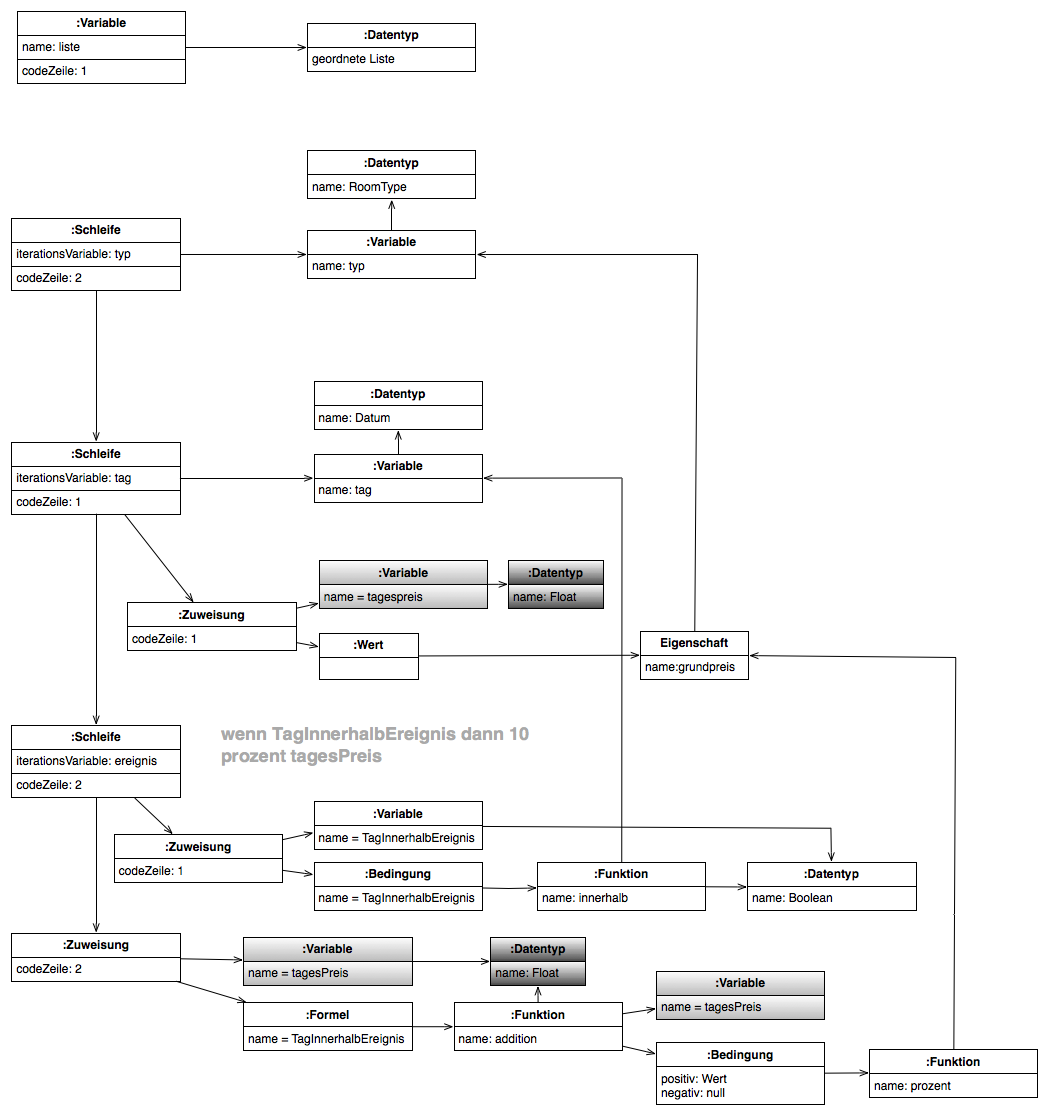 :Variable
name: liste
codeZeile: 1
:Datentyp
geordnete Liste
:Datentyp
name: RoomType
:Schleife
iterationsVariable: typ
codeZeile: 2
:Variable
name: typ
:Datentyp
name: Datum
:Schleife
iterationsVariable: tag
codeZeile: 1
:Variable
name: tag
:Variable
name = tagespreis
:Datentyp
name: Float
:Zuweisung
codeZeile: 1
:Wert
Eigenschaft
name:grundpreis
wenn TagInnerhalbEreignis dann 10
prozent tagesPreis
:Schleife
iterationsVariable: ereignis
codeZeile: 2
:Variable
name = TagInnerhalbEreignis
:Zuweisung
codeZeile: 1
:Bedingung
name = TagInnerhalbEreignis
:Funktion
name: innerhalb
:Datentyp
name: Boolean
:Zuweisung
codeZeile: 2
:Variable
name = tagesPreis
:Datentyp
name: Float
:Variable
name = tagesPreis
:Formel
name = TagInnerhalbEreignis
:Funktion
name: addition
:Bedingung
positiv: Wert
negativ: null
:Funktion
name: prozent